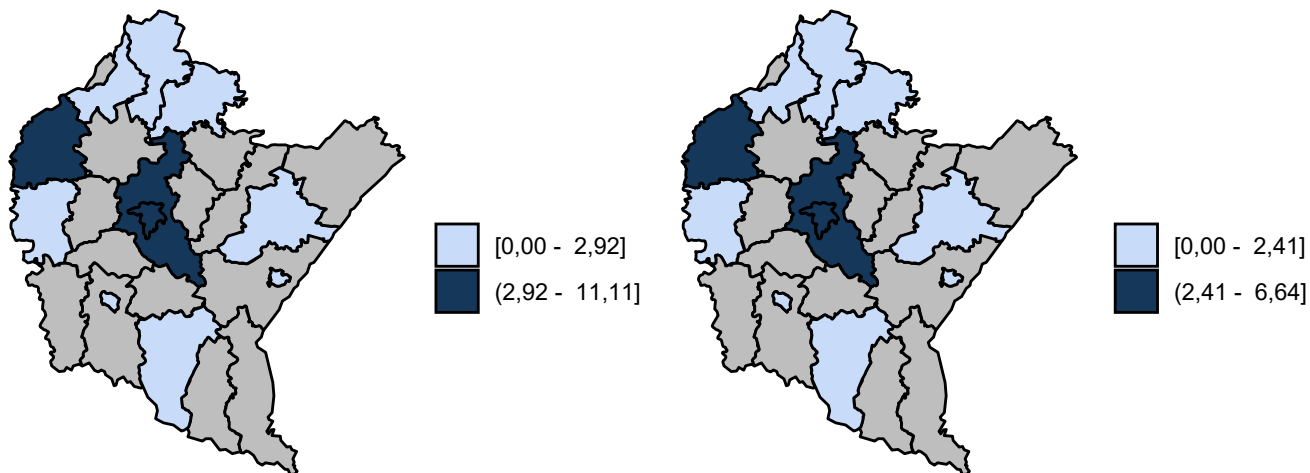 [0,00 - 2,92]
(2,92 - 11,11]
[0,00 - 2,41]
(2,41 - 6,64]